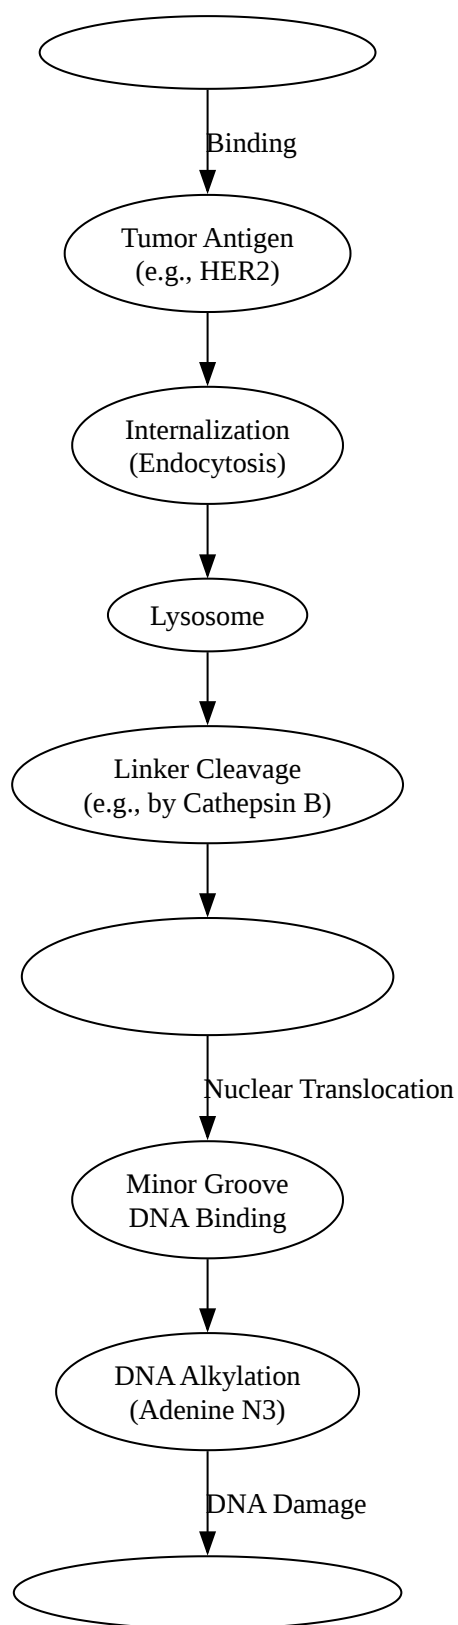 Binding
Tumor Antigen
(e.g., HER2)
Internalization
(Endocytosis)
Lysosome
Linker Cleavage
(e.g., by Cathepsin B)
Nuclear Translocation
Minor Groove
DNA Binding
DNA Alkylation
(Adenine N3)
DNA Damage